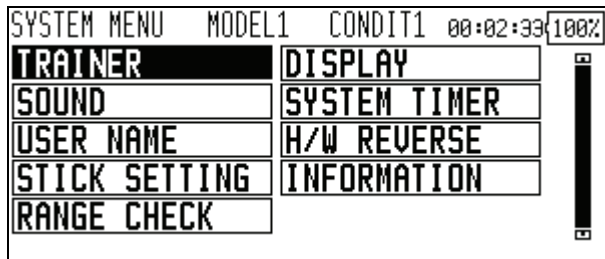 SYSTEM MENU MODEL1 CONDIT1 00:02:33 100%
TRAINER DISPLAY
SOUND SYSTEM TIMER
USER NAME H/W REVERSE
STICK SETTING INFORMATION
RANGE CHECK